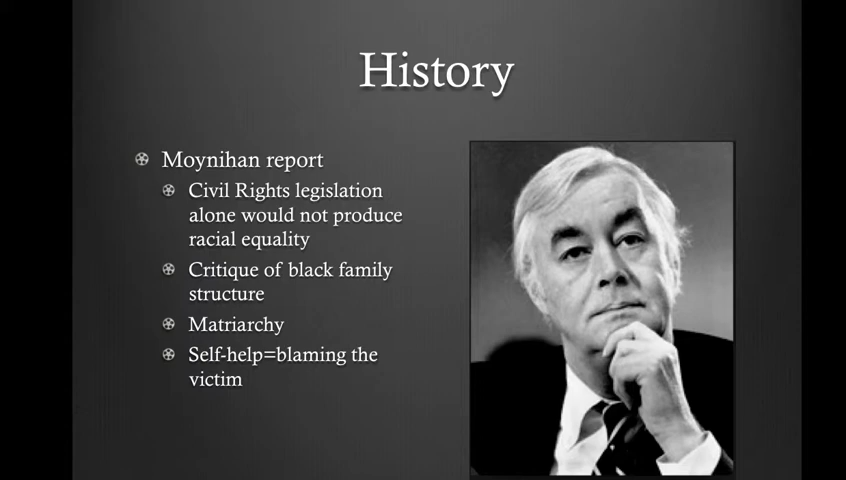 History
Moynihan report
Civil Rights legislation
alone would not produce
racial equality
Critique of black family
structure
Matriarchy
Self-help=blaming the
victim